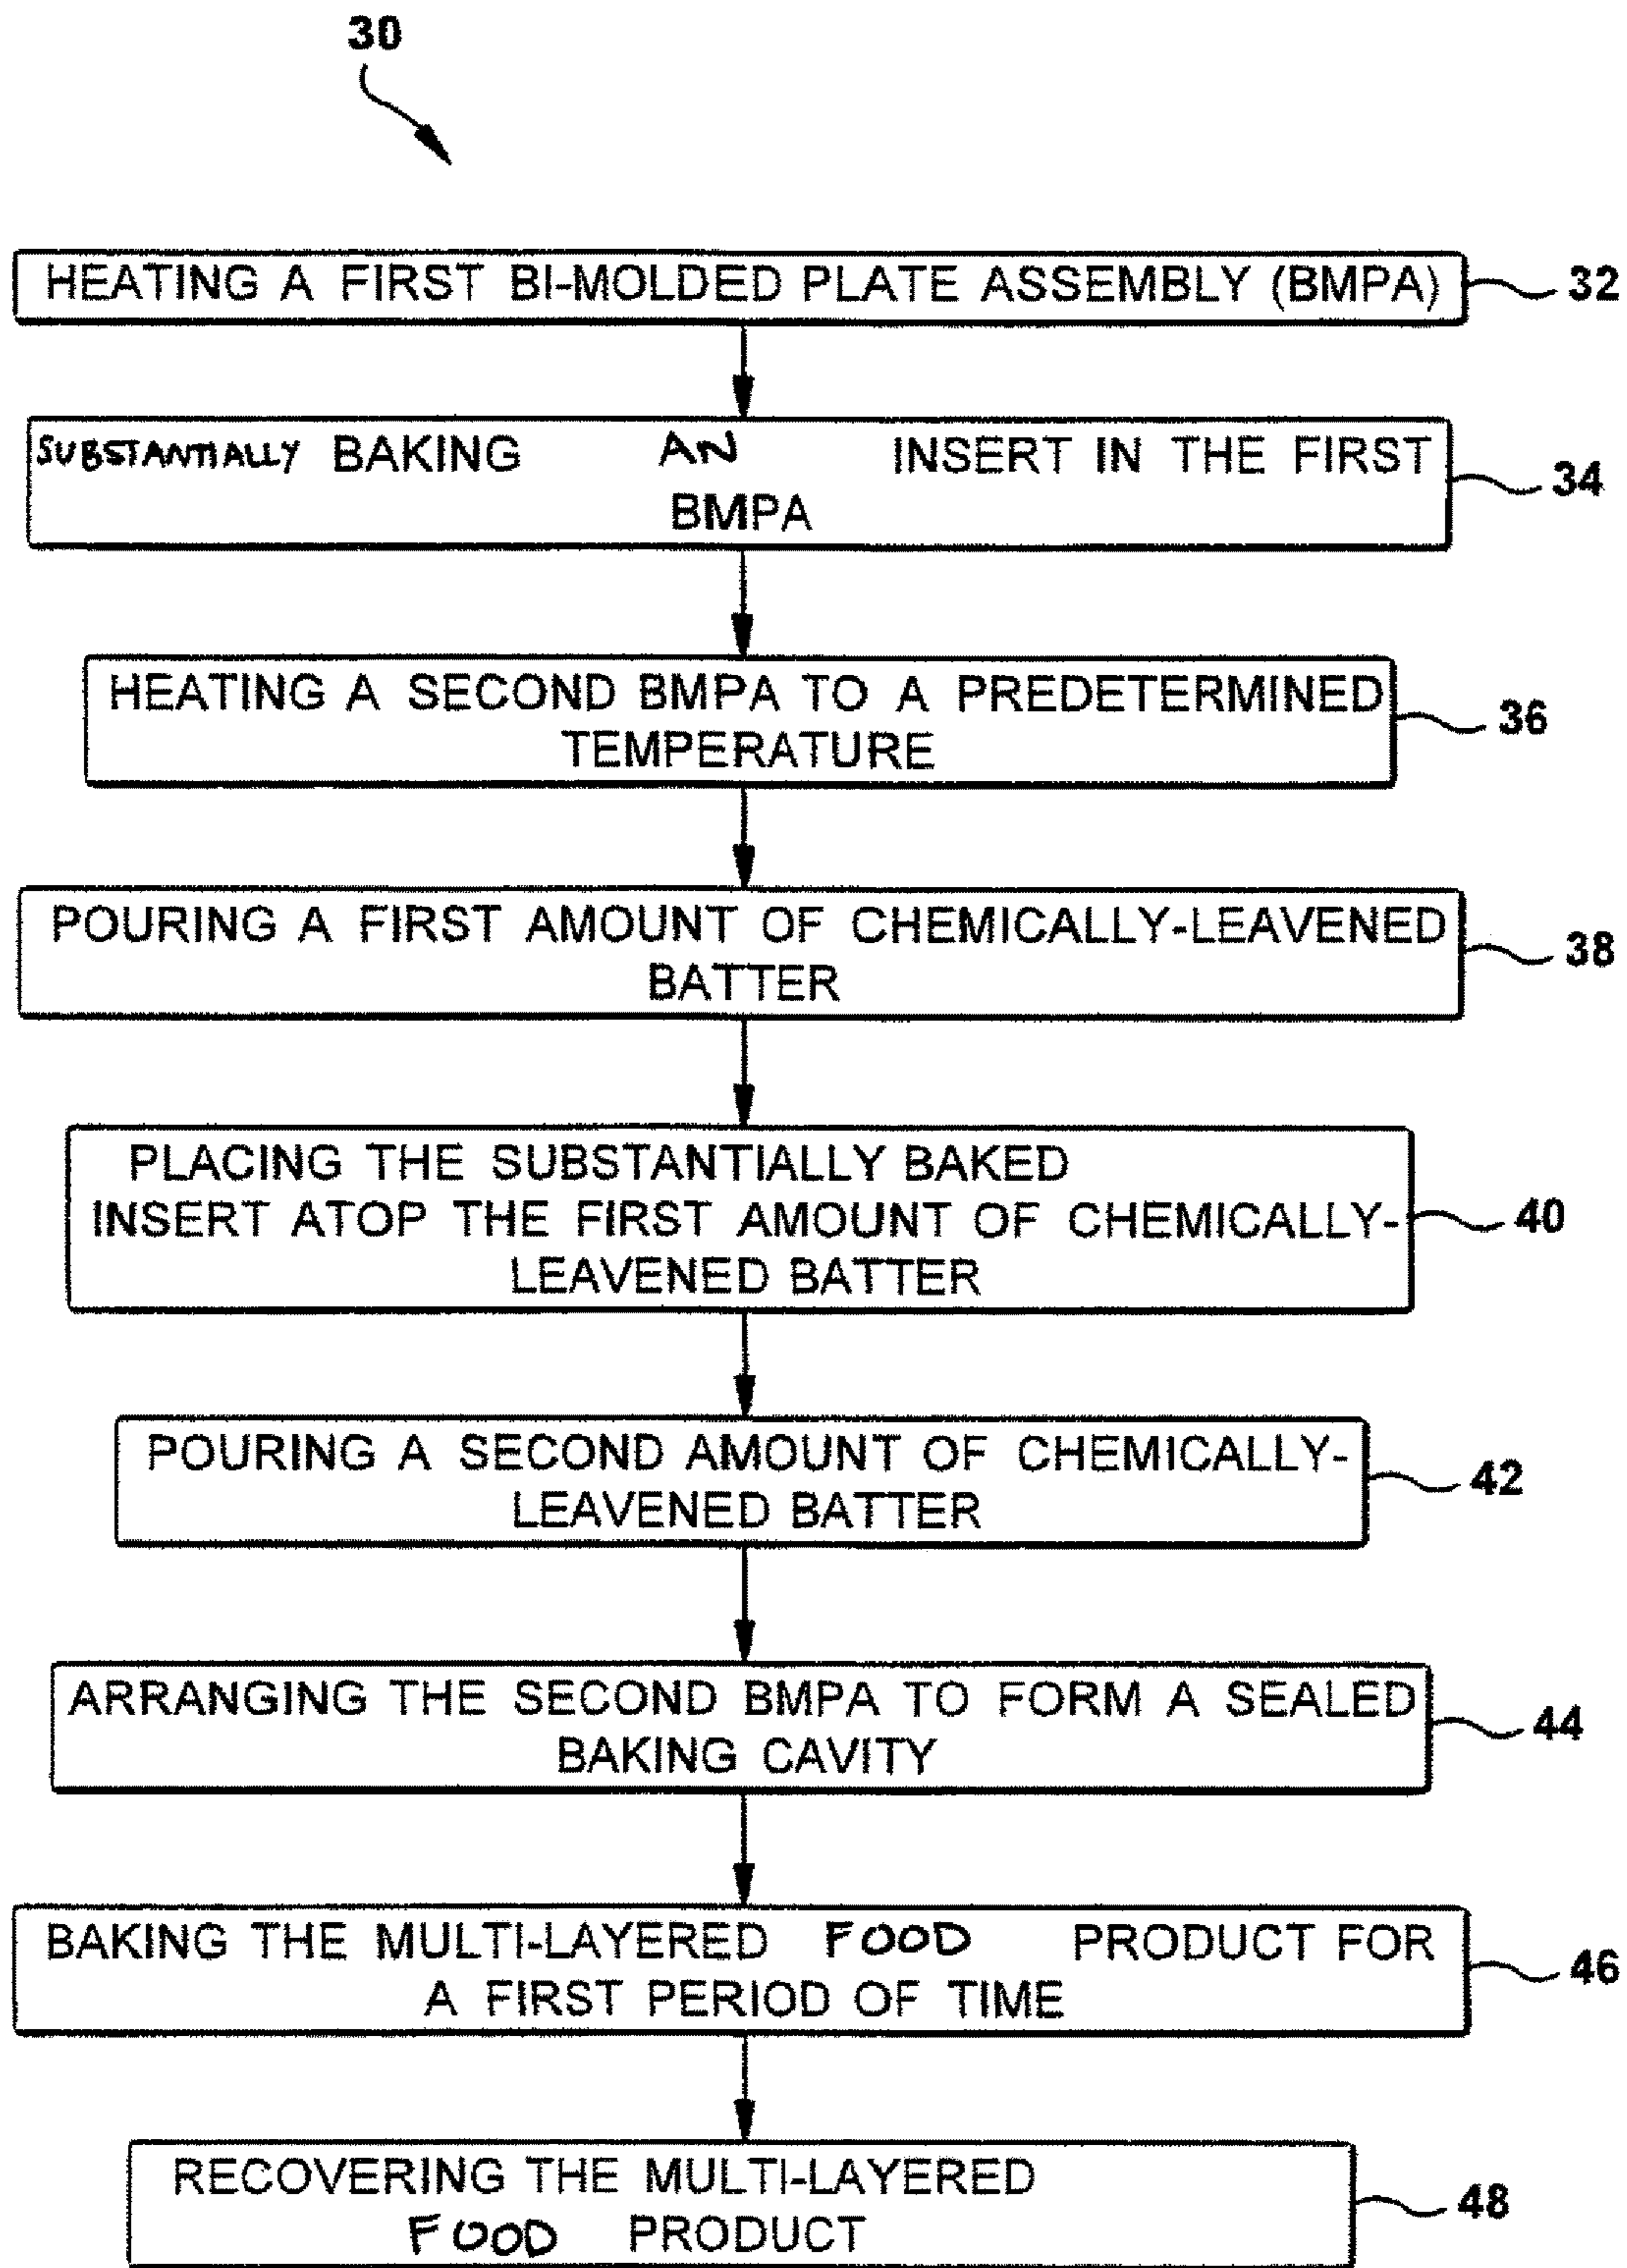 30
HEATING A FIRST BI-MOLDED PLATE ASSEMBLY (BMPA)
32
SUBSTANTIALLY BAKING AN INSERT IN THE FIRST
BMPA
34
HEATING A SECOND BMPA TO A PREDETERMINED
TEMPERATURE
36
POURING A FIRST AMOUNT OF CHEMICALLY-LEAVENED
BATTER
38
PLACING THE SUBSTANTIALLY BAKED
INSERT ATOP THE FIRST AMOUNT OF CHEMICALLY-
LEAVENED BATTER
40
POURING A SECOND AMOUNT OF CHEMICALLY-
LEAVENED BATTER
42
ARRANGING THE SECOND BMPA TO FORM A SEALED
BAKING CAVITY
44
BAKING THE MULTI-LAYERED FOOD PRODUCT FOR
A FIRST PERIOD OF TIME
46
RECOVERING THE MULTI-LAYERED
FOOD PRODUCT
48